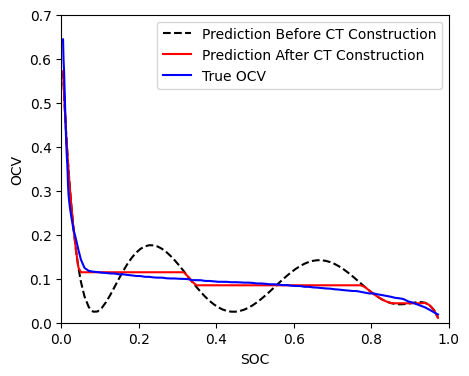 Prediction Before CT Construction
Prediction After CT Construction
True OCV
0.7
0.6
0.5
0.4
0.3
0.2
0.1
0.0
OCV
0.0 0.2 0.4 0.6 0.8 1.0
SOC